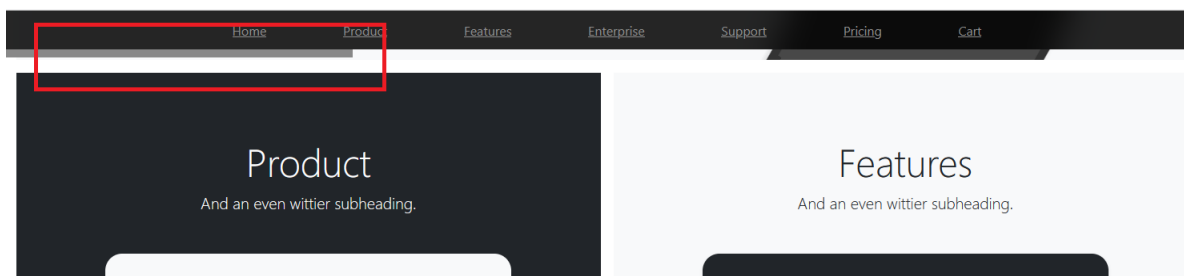 Home Product Features Enterprise Support Pricing Cart
Product
And an even wittier subheading.
Features
And an even wittier subheading.